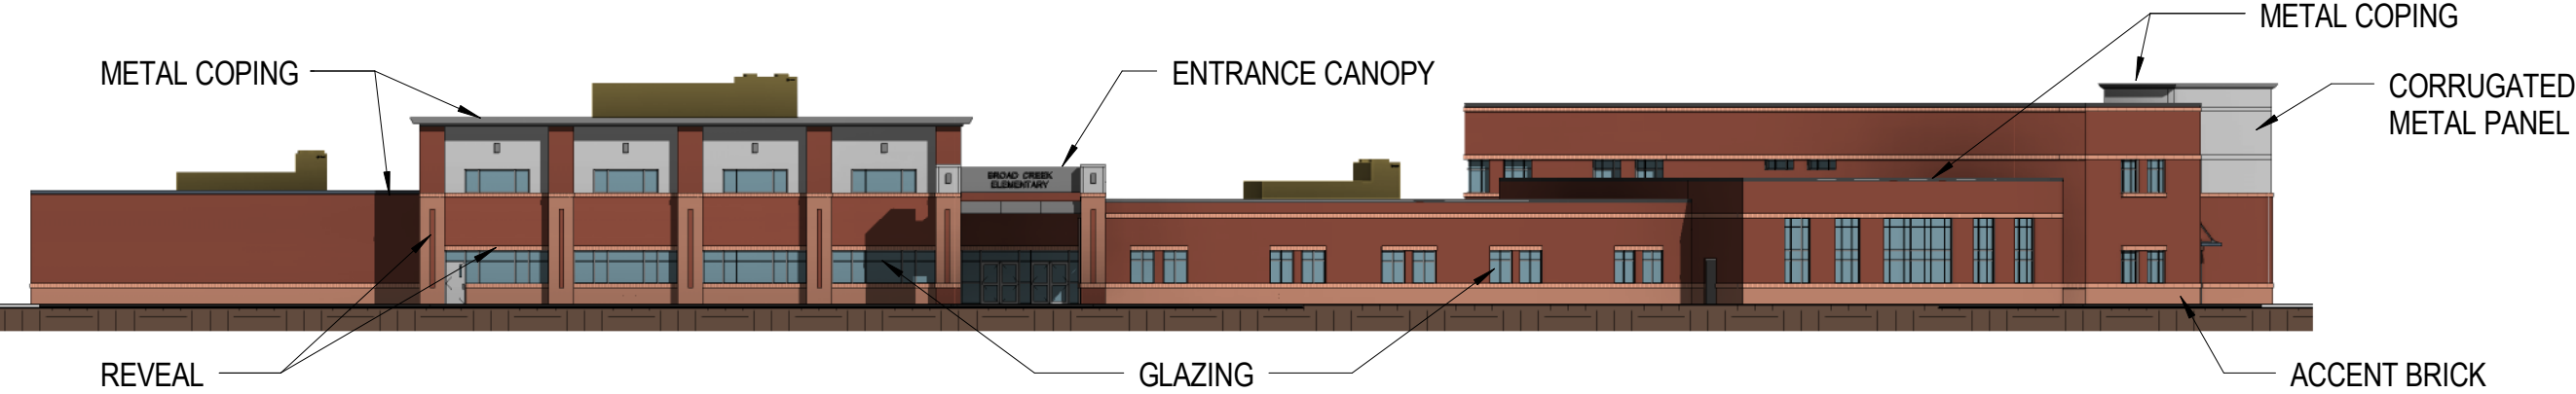 METAL COPING
METAL COPING
ENTRANCE CANOPY
CORRUGATED
METAL PANEL
BROAD CREEK
ELEMENTARY
REVEAL
GLAZING
ACCENT BRICK